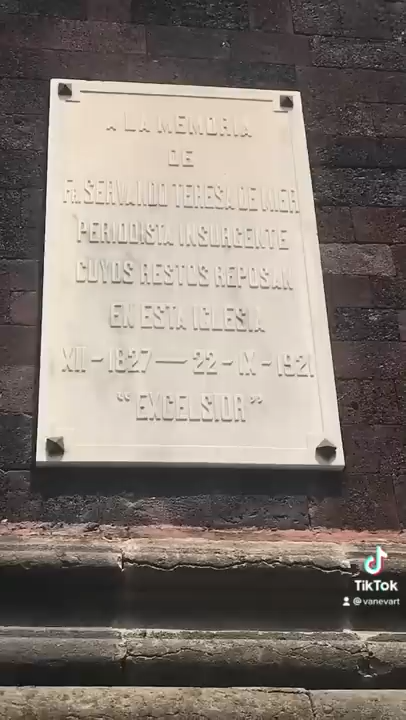 A LA MEMORIA
DE
Fr. SERVANDO TERESA DE MIER
PERIODISTA INSURGENTE
CUYOS RESTOS REPOSAN
EN ESTA IGLESIA
XII - 1827 — 22 - IX - 1921
"EXCELSIOR"
TikTok
@vanevart